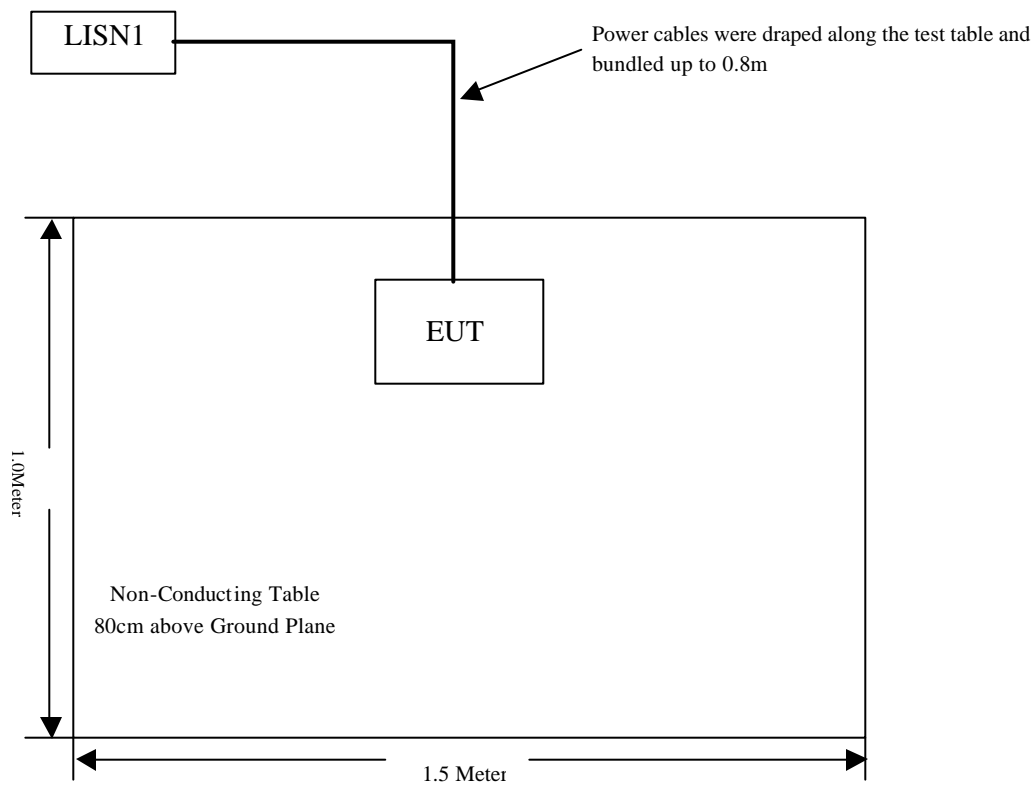 LISN1
Power cables were draped along the test table and
bundled up to 0.8m
EUT
1.0Meter
Non-Conducting Table
80cm above Ground Plane
1.5 Meter